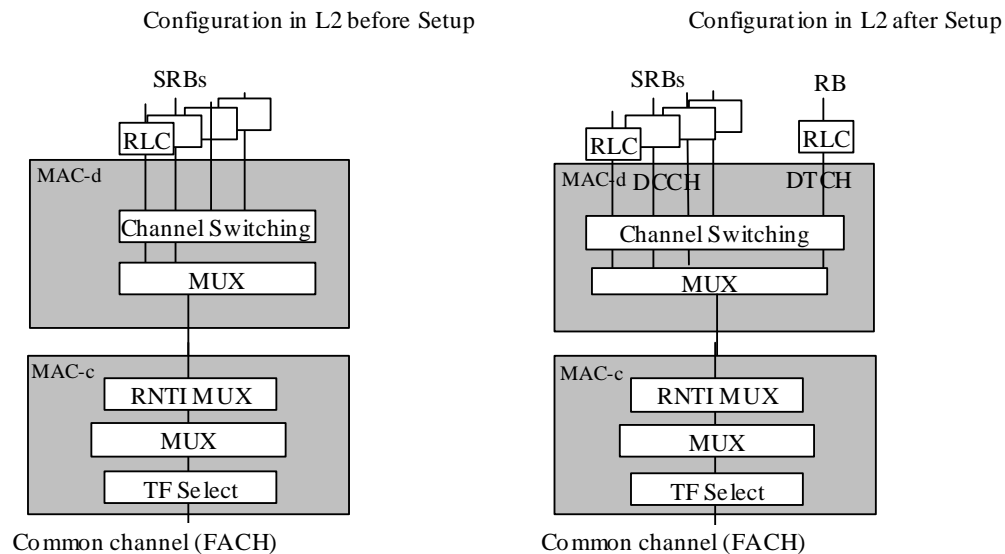 Configuration in L2 before Setup
SRBs
RLC
MAC-d
Channel Switching
MUX
MAC-c
RNTI MUX
MUX
TF Select
Common channel (FACH)
Configuration in L2 after Setup
SRBs
RB
RLC
RLC
MAC-d
DCCH
DTCH
Channel Switching
MUX
MAC-c
RNTI MUX
MUX
TF Select
Common channel (FACH)